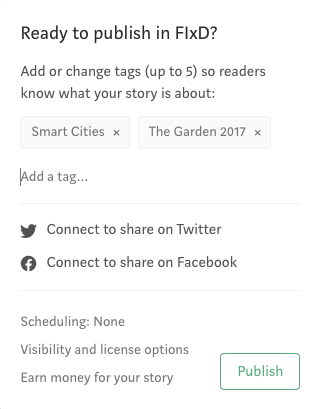 Ready to publish in FIxD?
Add or change tags (up to 5) so readers
know what your story is about:
Smart Cities × The Garden 2017 ×
Add a tag...
Connect to share on Twitter
Connect to share on Facebook
Scheduling: None
Visibility and license options
Earn money for your story
Publish